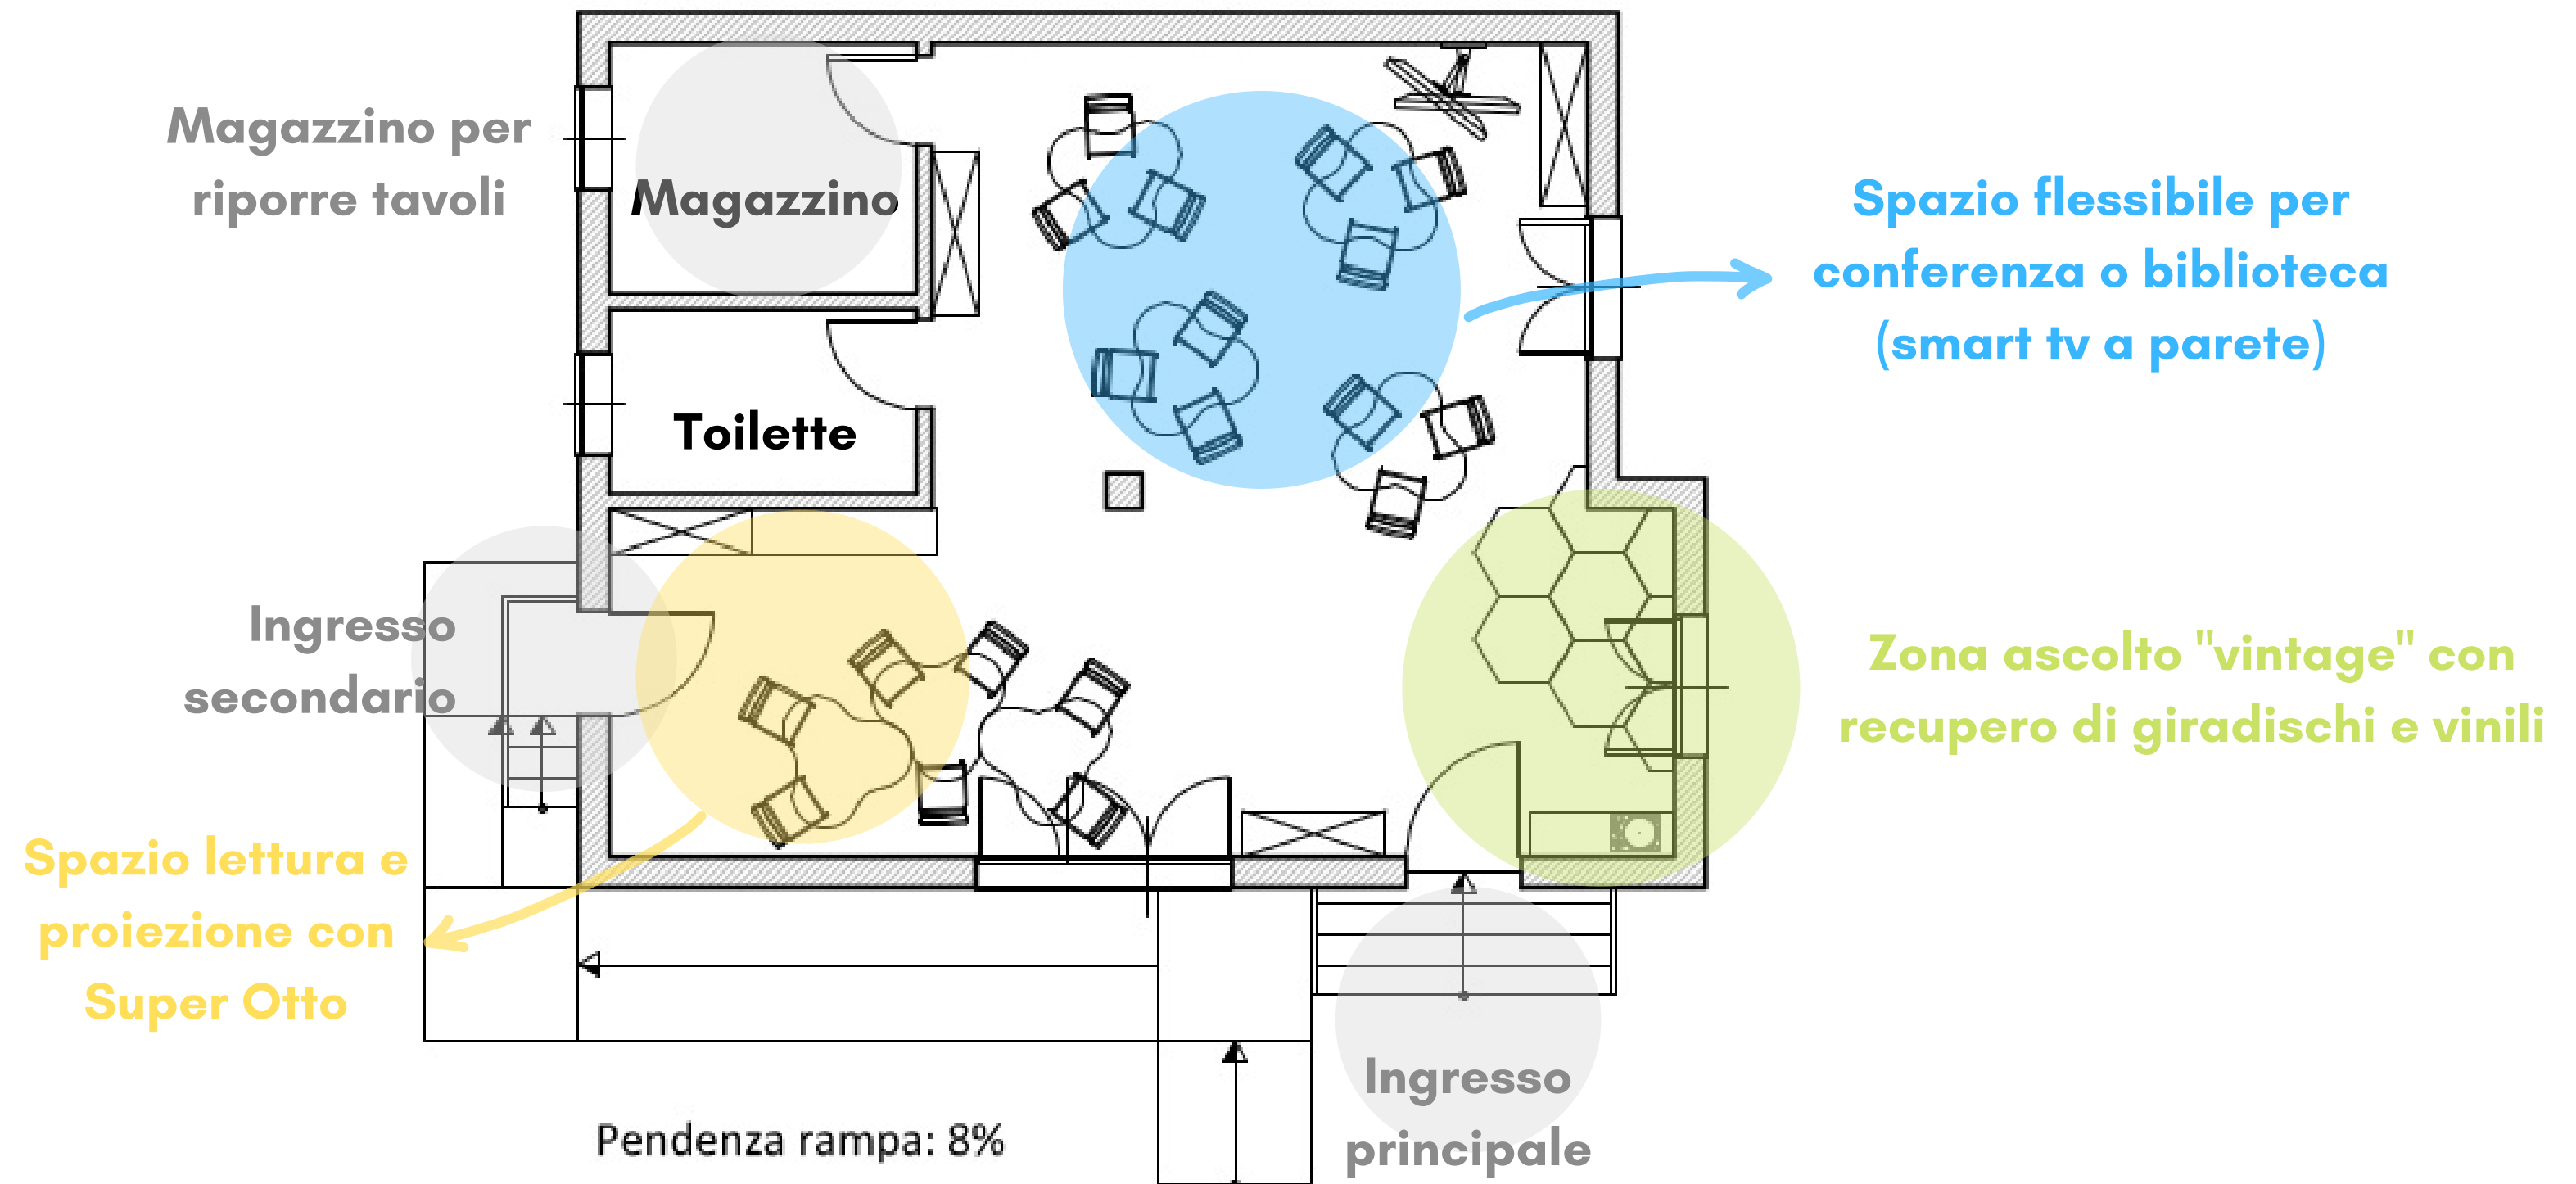 Magazzino per
riporre tavoli
Magazzino
Spazio flessibile per
conferenza o biblioteca
(smart tv a parete)
Toilette
Ingresso
secondario
Zona ascolto "vintage" con
recupero di giradischi e vinili
Spazio lettura e
proiezione con
Super Otto
Ingresso
principale
Pendenza rampa: 8%